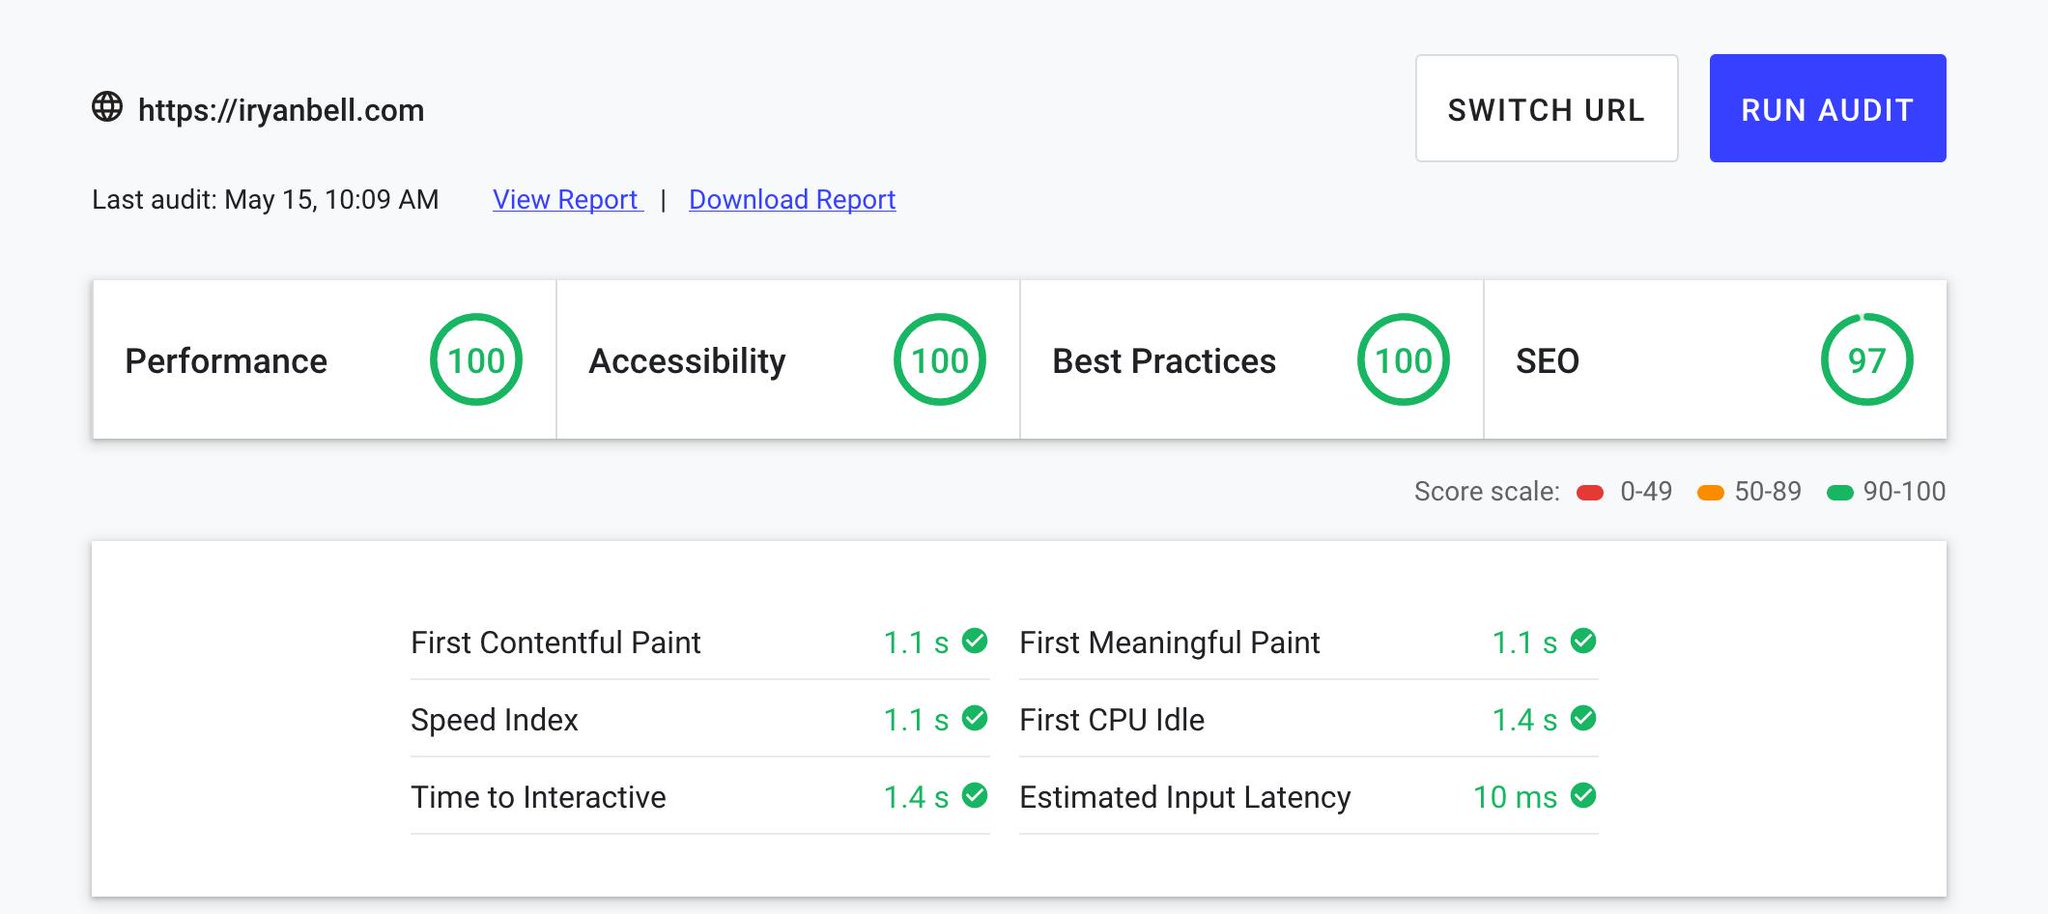 https://iryanbell.com
SWITCH URL
RUN AUDIT
Last audit: May 15, 10:09 AM View Report | Download Report
Performance 100 Accessibility 100 Best Practices 100 SEO 97
Score scale: 0-49 50-89 90-100
First Contentful Paint 1.1 s First Meaningful Paint 1.1 s
Speed Index 1.1 s First CPU Idle 1.4 s
Time to Interactive 1.4 s Estimated Input Latency 10 ms